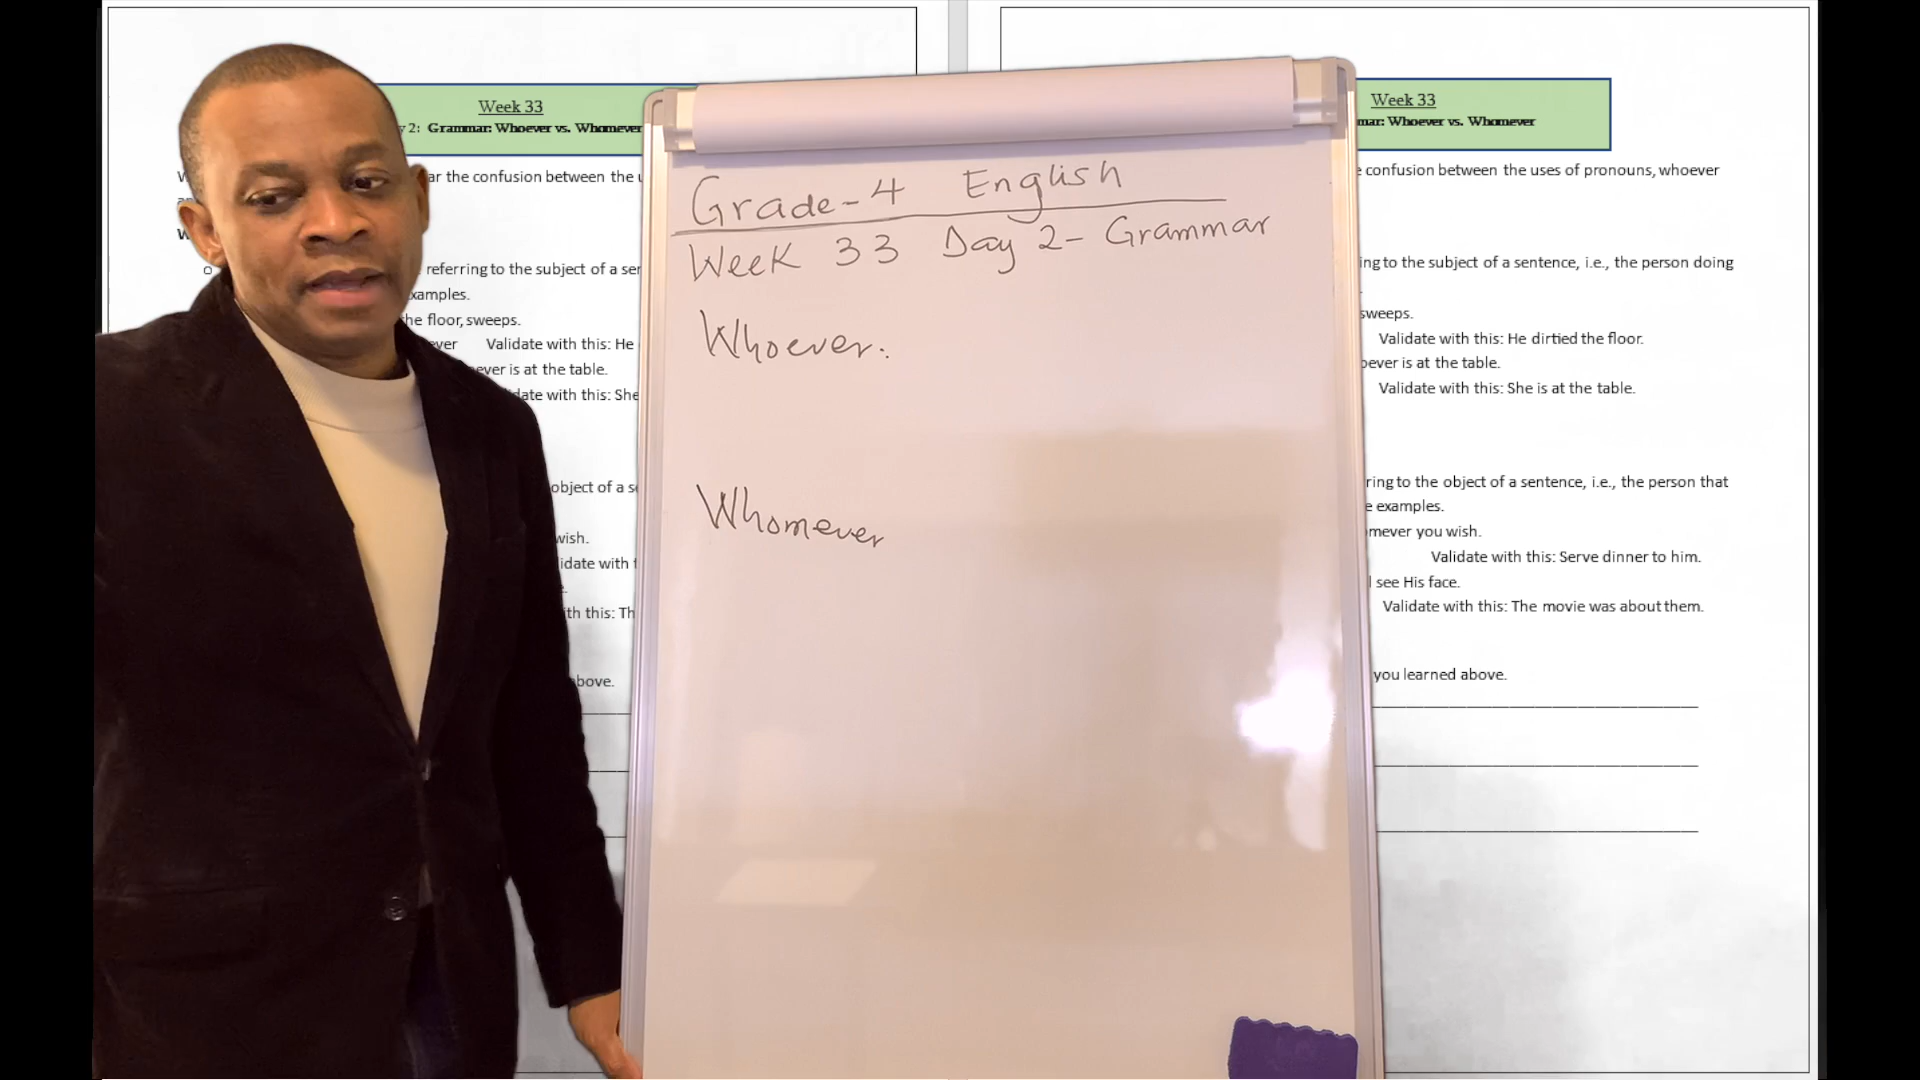 Week 33
y 2: Grammar: Whoever vs. Whomever
ar the confusion between the u
referring to the subject of a ser
xamples.
he floor, sweeps.
ever Validate with this: He
ever is at the table.
date with this: She
object of a se
wish.
idate with t
th this: Th
bove.
Grade-4 English
Week 33 Day 2- Grammar
Whoever.
Whomever
Week 33
mar: Whoever vs. Whomever
e confusion between the uses of pronouns, whoever
ing to the subject of a sentence, i.e., the person doing
sweeps.
Validate with this: He dirtied the floor.
oever is at the table.
Validate with this: She is at the table.
ring to the object of a sentence, i.e., the person that
e examples.
mever you wish.
Validate with this: Serve dinner to him.
l see His face.
Validate with this: The movie was about them.
you learned above.